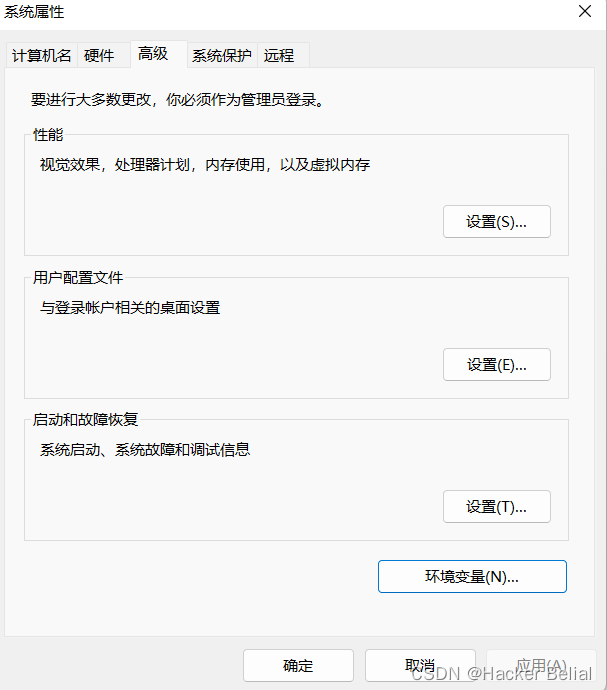 系统属性
计算机名 硬件 高级 系统保护 远程
要进行大多数更改，你必须作为管理员登录。
性能
视觉效果，处理器计划，内存使用，以及虚拟内存
设置(S)...
用户配置文件
与登录帐户相关的桌面设置
设置(E)...
启动和故障恢复
系统启动、系统故障和调试信息
设置(T)...
环境变量(N)...
确定 取消 应用(A)
CSDN @Hacker Belial